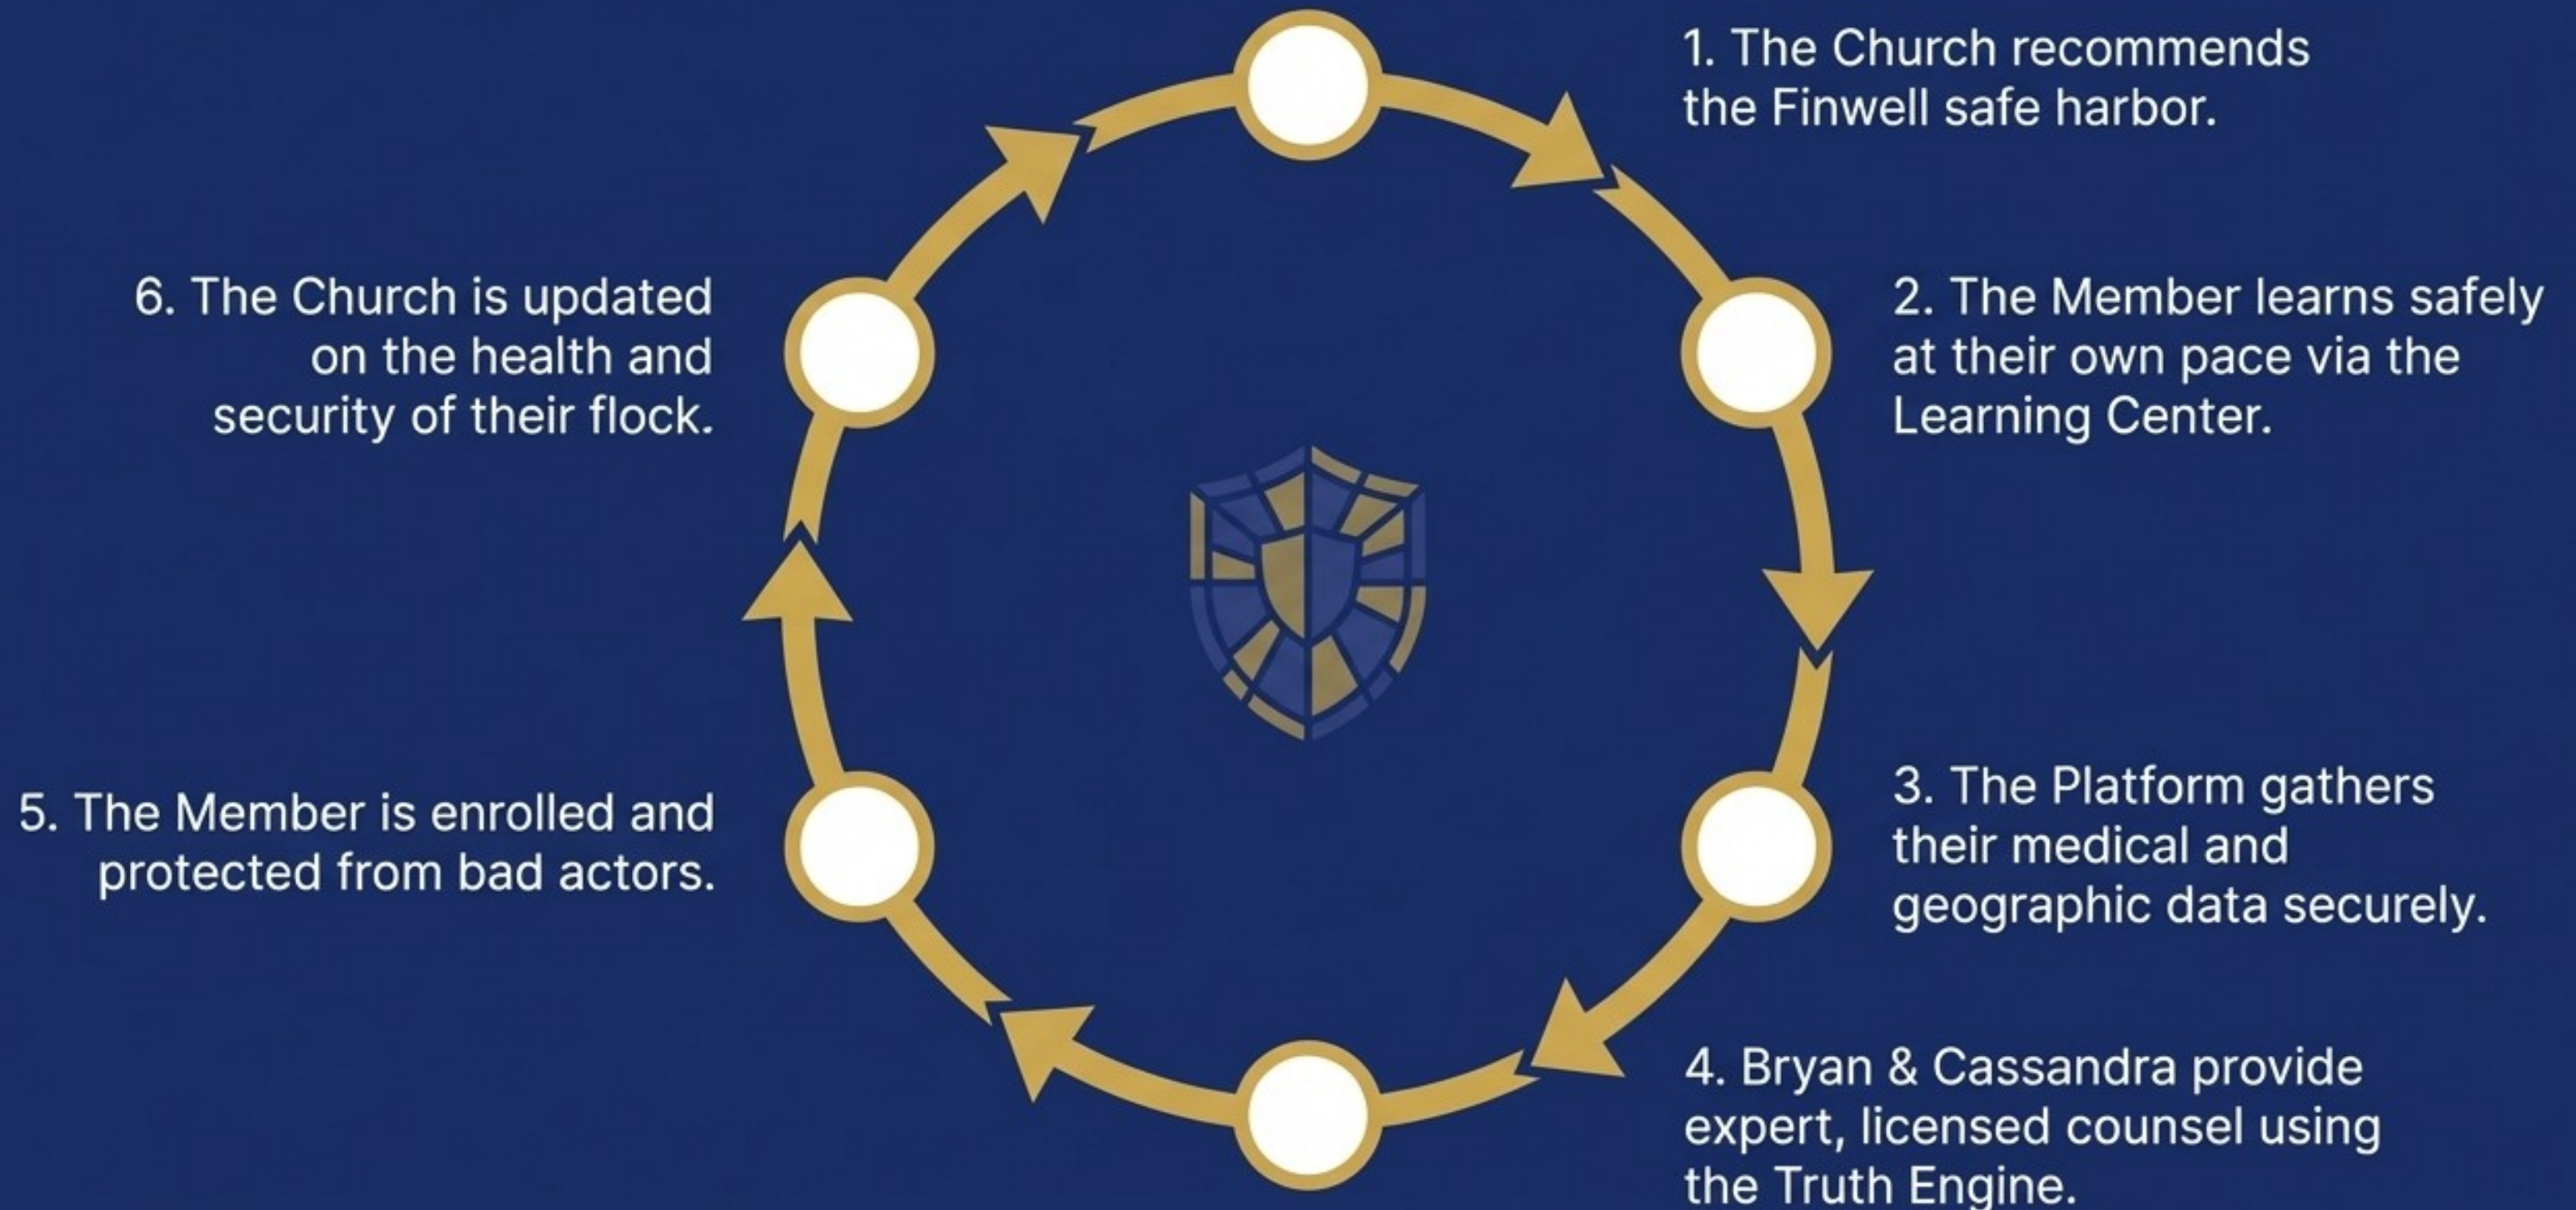 1. The Church recommends
the Finwell safe harbor.
2. The Member learns safely
at their own pace via the
Learning Center.
3. The Platform gathers
their medical and
geographic data securely.
4. Bryan & Cassandra provide
expert, licensed counsel using
the Truth Engine.
5. The Member is enrolled and
protected from bad actors.
6. The Church is updated
on the health and
security of their flock.